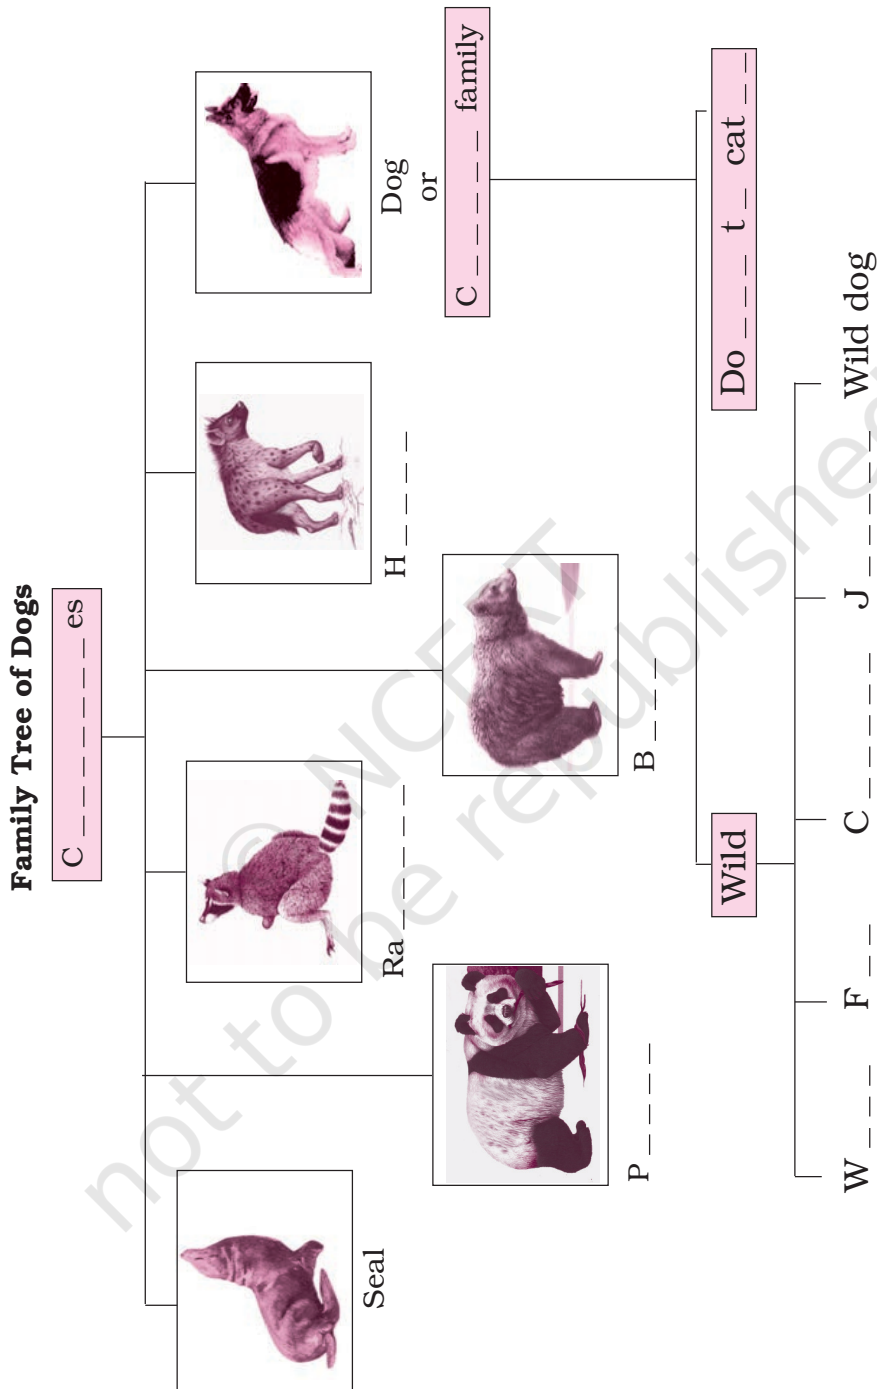 Family Tree of Dogs
C _ _ _ _ _ _ _ es
Seal
Ra _ _ _ _ _
H _ _ _ _
Dog
or
C _ _ _ _ _ family
P _ _ _ _
B _ _ _
Wild
Do _ _ _ t _ cat _ _
W _ _ _
F _ _
C _ _ _ _ _
J _ _ _ _ _
Wild dog
© NCERT
not to be republished